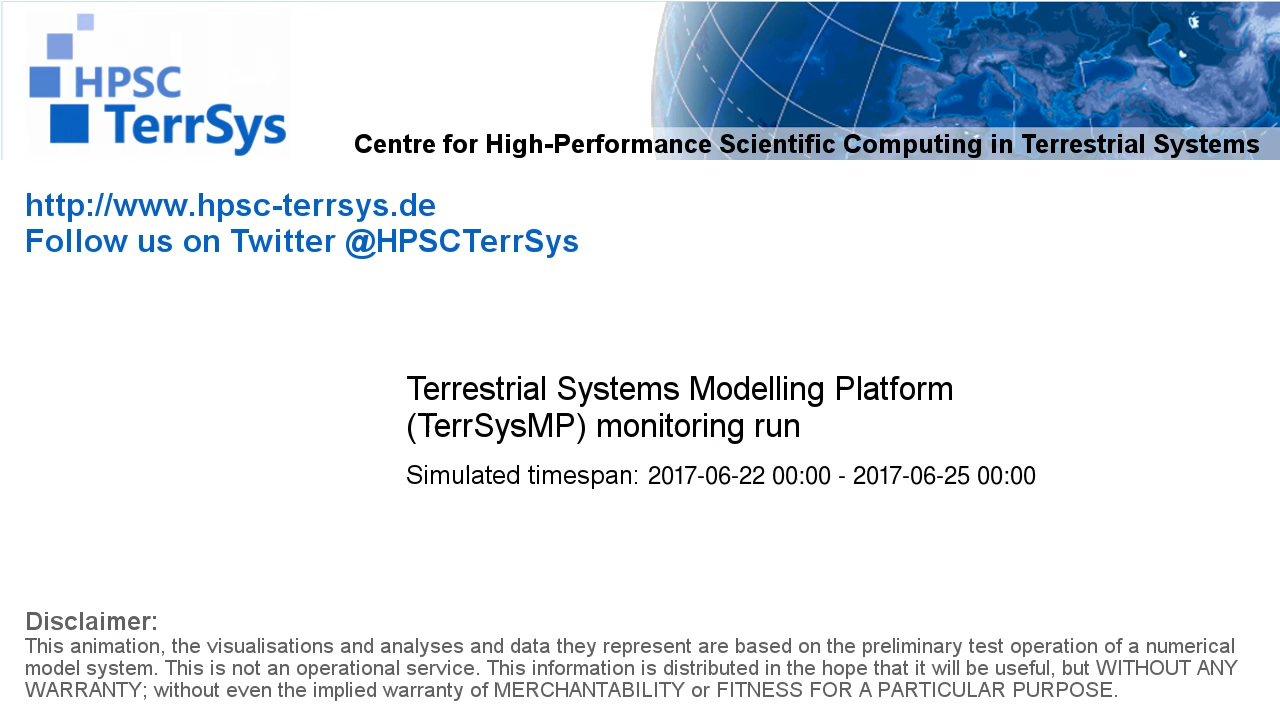 HPSC
TerrSys
Centre for High-Performance Scientific Computing in Terrestrial Systems
http://www.hpsc-terrsys.de
Follow us on Twitter @HPSCTerrSys
Terrestrial Systems Modelling Platform
(TerrSysMP) monitoring run
Simulated timespan: 2017-06-22 00:00 - 2017-06-25 00:00
Disclaimer:
This animation, the visualisations and analyses and data they represent are based on the preliminary test operation of a numerical
model system. This is not an operational service. This information is distributed in the hope that it will be useful, but WITHOUT ANY
WARRANTY; without even the implied warranty of MERCHANTABILITY or FITNESS FOR A PARTICULAR PURPOSE.